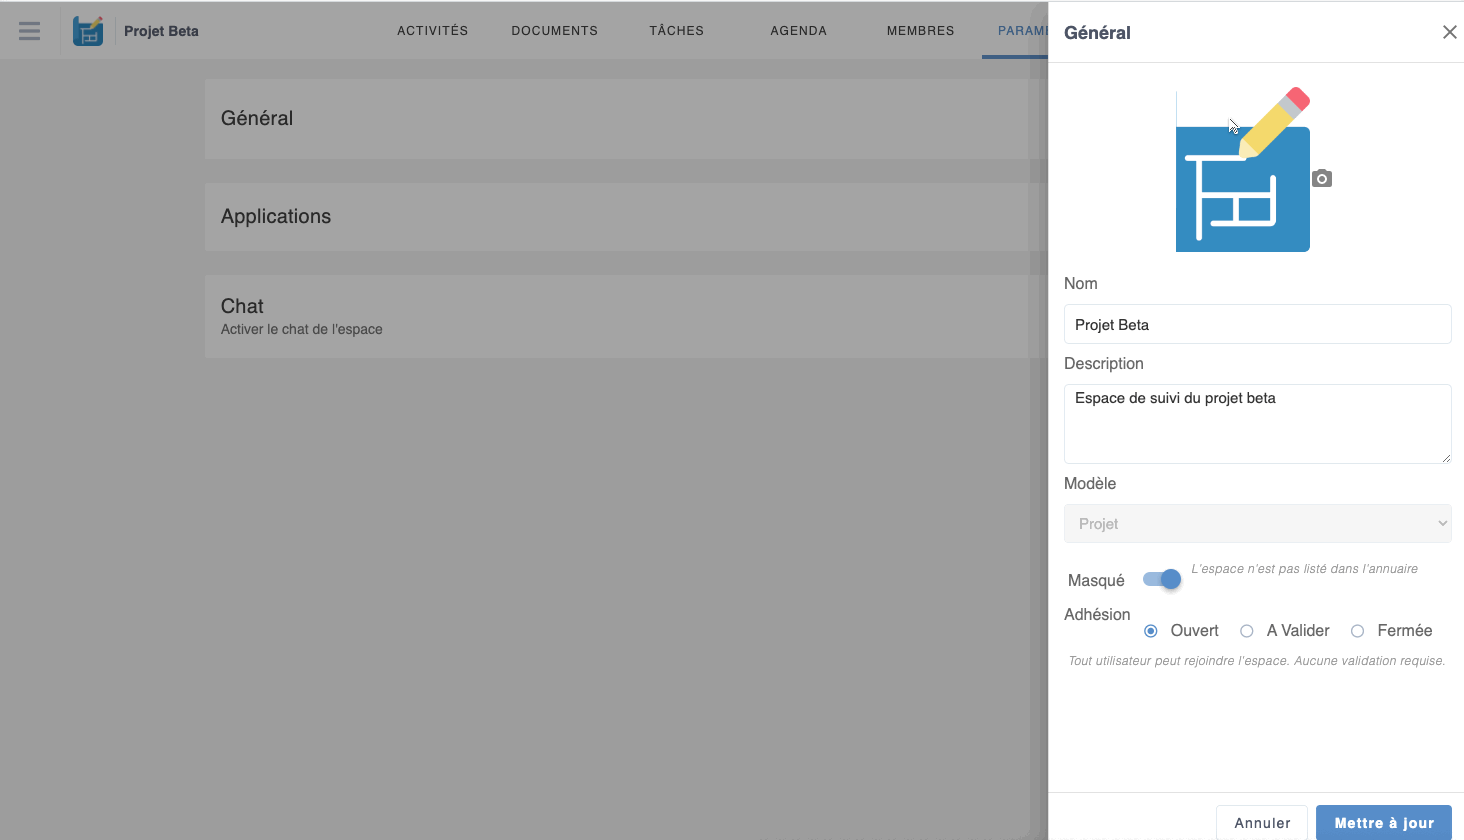 Projet Beta
ACTIVITÉS
DOCUMENTS
TÂCHES
AGENDA
MEMBRES
PARAME
Général
Applications
Chat
Activer le chat de l'espace
Général
Nom
Projet Beta
Description
Espace de suivi du projet beta
Modèle
Projet
Masqué
L'espace n'est pas listé dans l'annuaire
Adhésion
Ouvert
A Valider
Fermée
Tout utilisateur peut rejoindre l'espace. Aucune validation requise.
Annuler
Mettre à jour